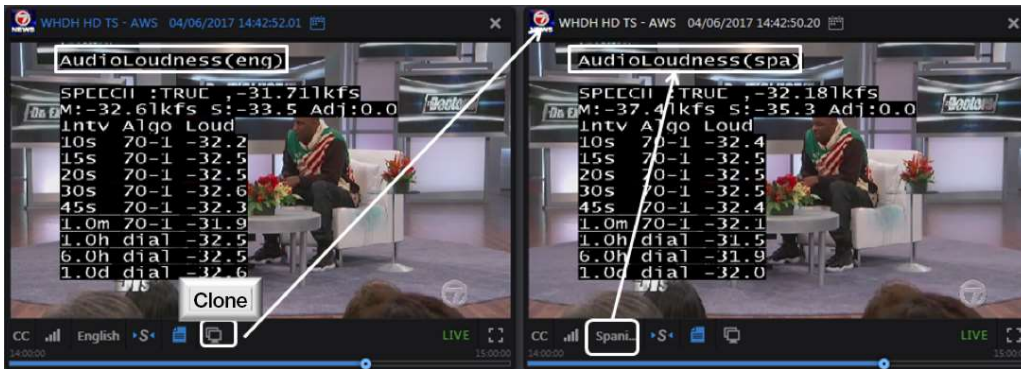 WHDH HD TS - AWS 04/06/2017 14:42:52.01
AudioLoudness(eng)
SPEECH :TRUE ,-31.71lkfs
M:-32.6lkfs S:-33.5 Adj:0.0
Intv Algo Loud
10s 70-1 -32.2
15s 70-1 -32.5
20s 70-1 -32.5
30s 70-1 -32.6
45s 70-1 -32.3
1.0m 70-1 -31.9
1.0h dial -32.5
6.0h dial -32.5
1.0d dial -32.6
Clone
CC English S LIVE
14:00:00 15:00:00
WHDH HD TS - AWS 04/06/2017 14:42:50.20
AudioLoudness(spa)
SPEECH :TRUE ,-32.18lkfs
M:-37.4lkfs S:-35.3 Adj:0.0
Intv Algo Loud
10s 70-1 -32.4
15s 70-1 -32.5
20s 70-1 -32.5
30s 70-1 -32.5
45s 70-1 -32.4
1.0m 70-1 -32.1
1.0h dial -31.5
6.0h dial -31.9
1.0d dial -32.0
CC Spani... S LIVE
14:00:00 15:00:00
7 NEWS
7 NEWS
Doctors
Doctors